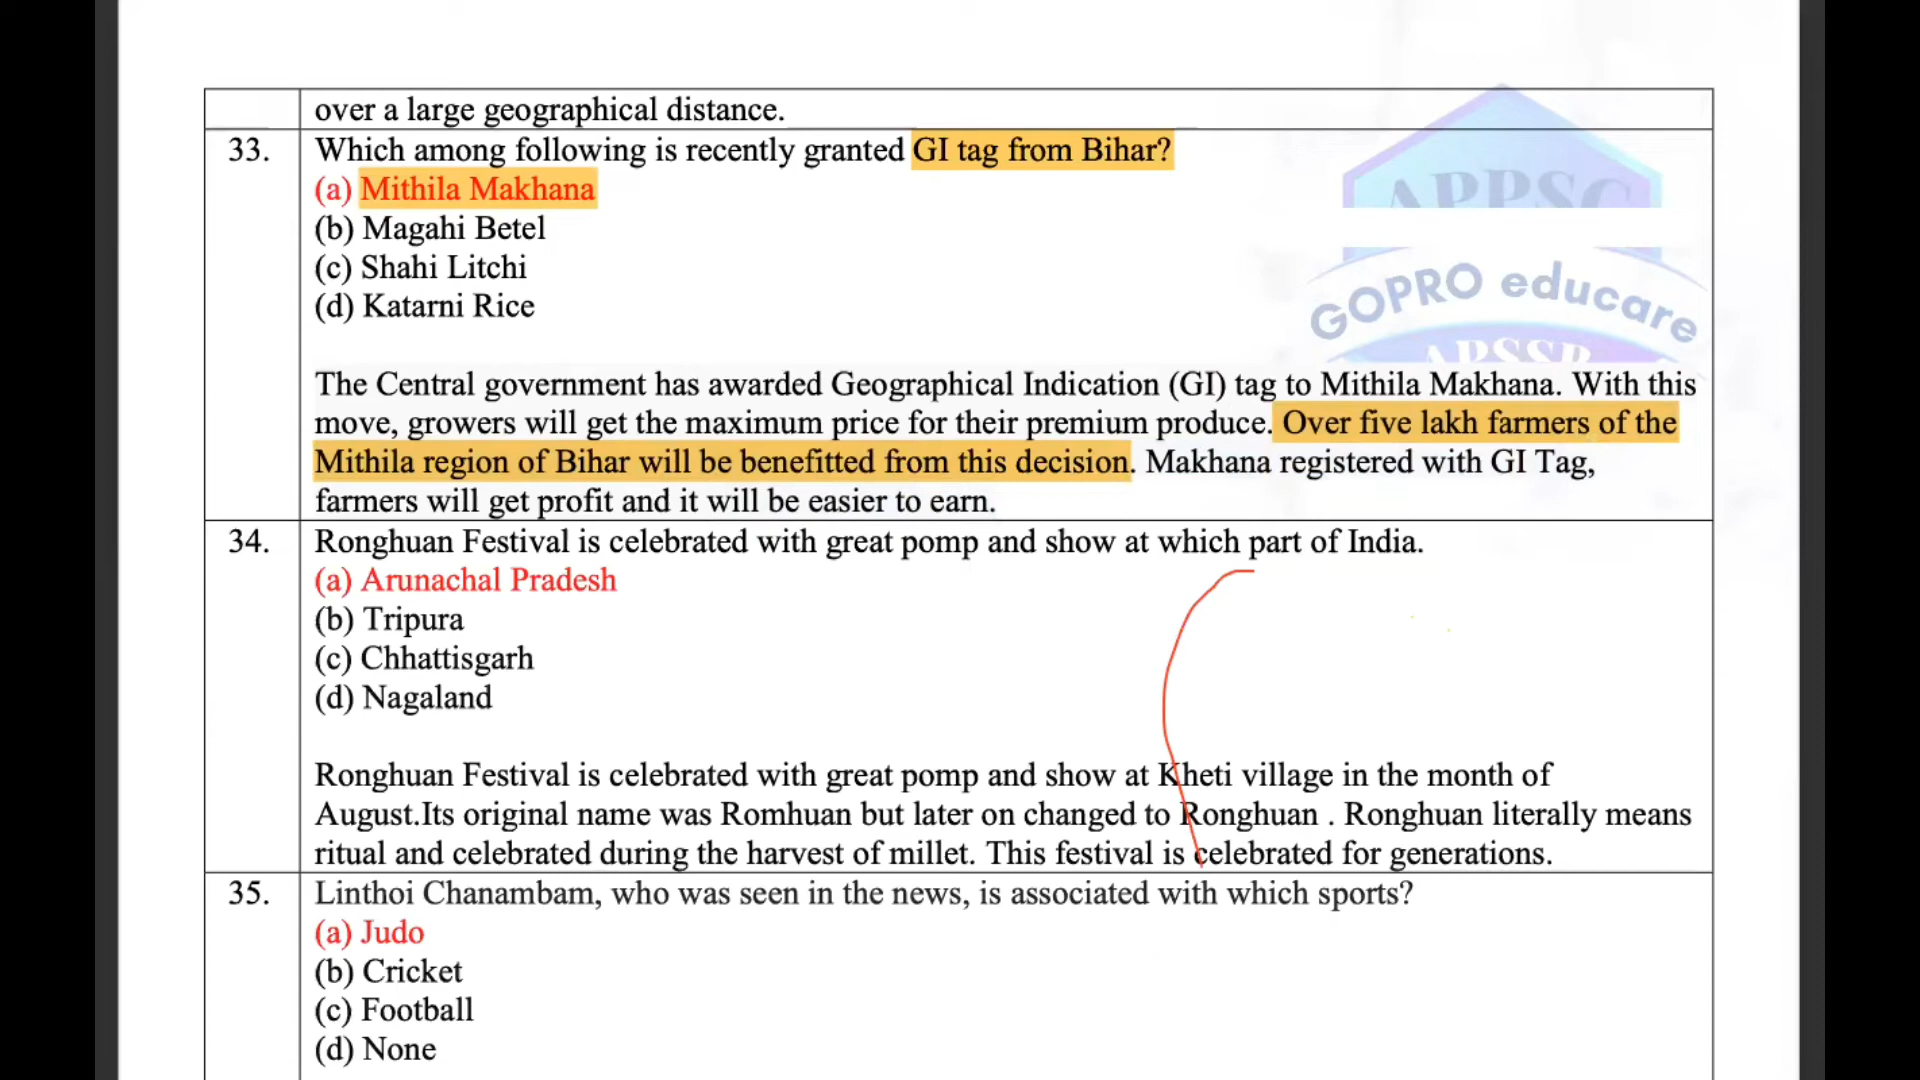 over a large geographical distance.
33. Which among following is recently granted GI tag from Bihar?
(a) Mithila Makhana
(b) Magahi Betel
(c) Shahi Litchi
(d) Katarni Rice
APPSC
GOPRO educare
APSSB
The Central government has awarded Geographical Indication (GI) tag to Mithila Makhana. With this
move, growers will get the maximum price for their premium produce. Over five lakh farmers of the
Mithila region of Bihar will be benefitted from this decision. Makhana registered with GI Tag,
farmers will get profit and it will be easier to earn.
34. Ronghuan Festival is celebrated with great pomp and show at which part of India.
(a) Arunachal Pradesh
(b) Tripura
(c) Chhattisgarh
(d) Nagaland
Ronghuan Festival is celebrated with great pomp and show at Kheti village in the month of
August.Its original name was Romhuan but later on changed to Ronghuan . Ronghuan literally means
ritual and celebrated during the harvest of millet. This festival is celebrated for generations.
35. Linthoi Chanambam, who was seen in the news, is associated with which sports?
(a) Judo
(b) Cricket
(c) Football
(d) None